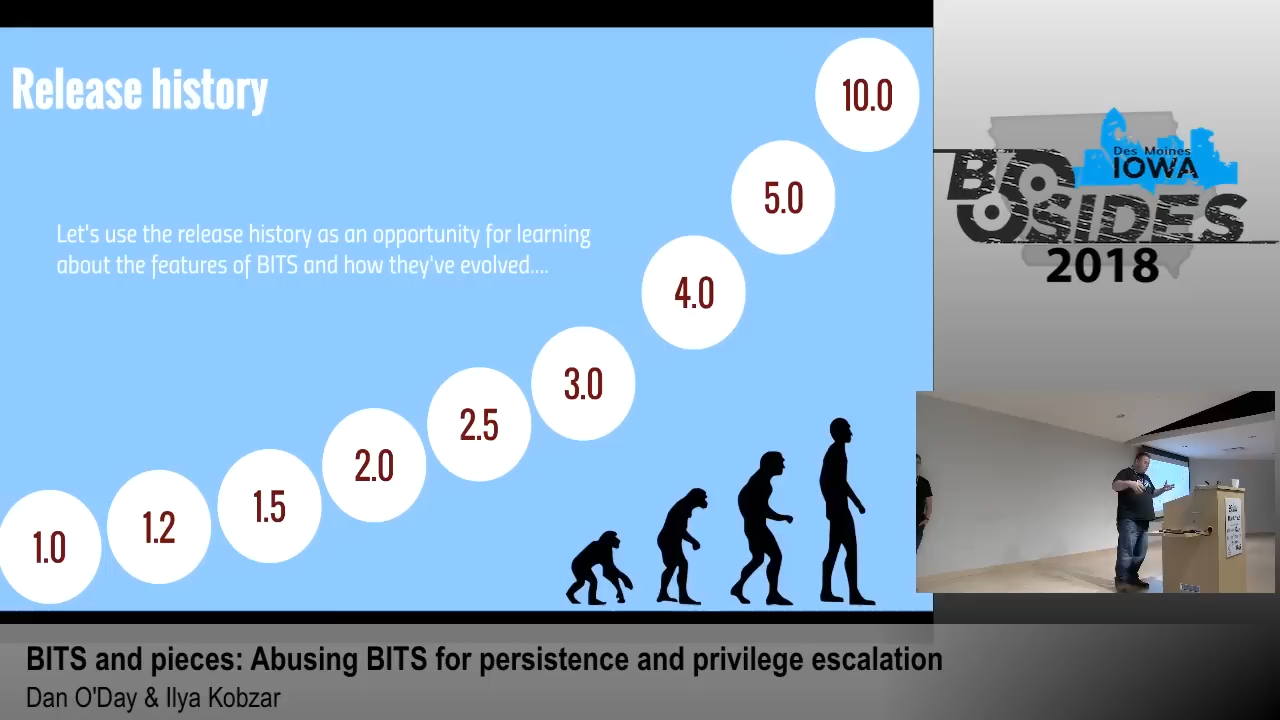 Release history
Let's use the release history as an opportunity for learning
about the features of BITS and how they've evolved....
1.0
1.2
1.5
2.0
2.5
3.0
4.0
5.0
10.0
Des Moines
IOWA
BSIDES
2018
BITS and pieces: Abusing BITS for persistence and privilege escalation
Dan O'Day & Ilya Kobzar